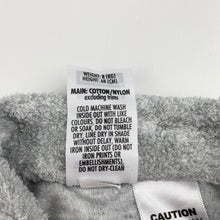 WEIGHT: 8 (KG)
HEIGHT: 68 (CM)
MAIN: COTTON/NYLON
excluding trims
COLD MACHINE WASH
INSIDE OUT WITH LIKE
COLOURS. DO NOT BLEACH
OR SOAK, DO NOT TUMBLE
DRY, LINE DRY IN SHADE
WITHOUT DELAY, WARM
IRON INSIDE OUT (DO NOT
IRON PRINTS OR
EMBELLISHMENTS).
DO NOT DRY-CLEAN
CAUTION